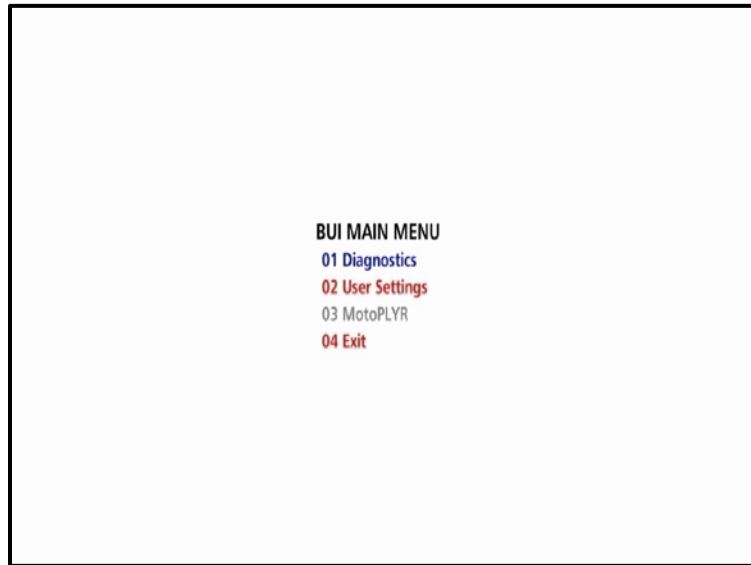 BUI MAIN MENU
01 Diagnostics
02 User Settings
03 MotoPLYR
04 Exit